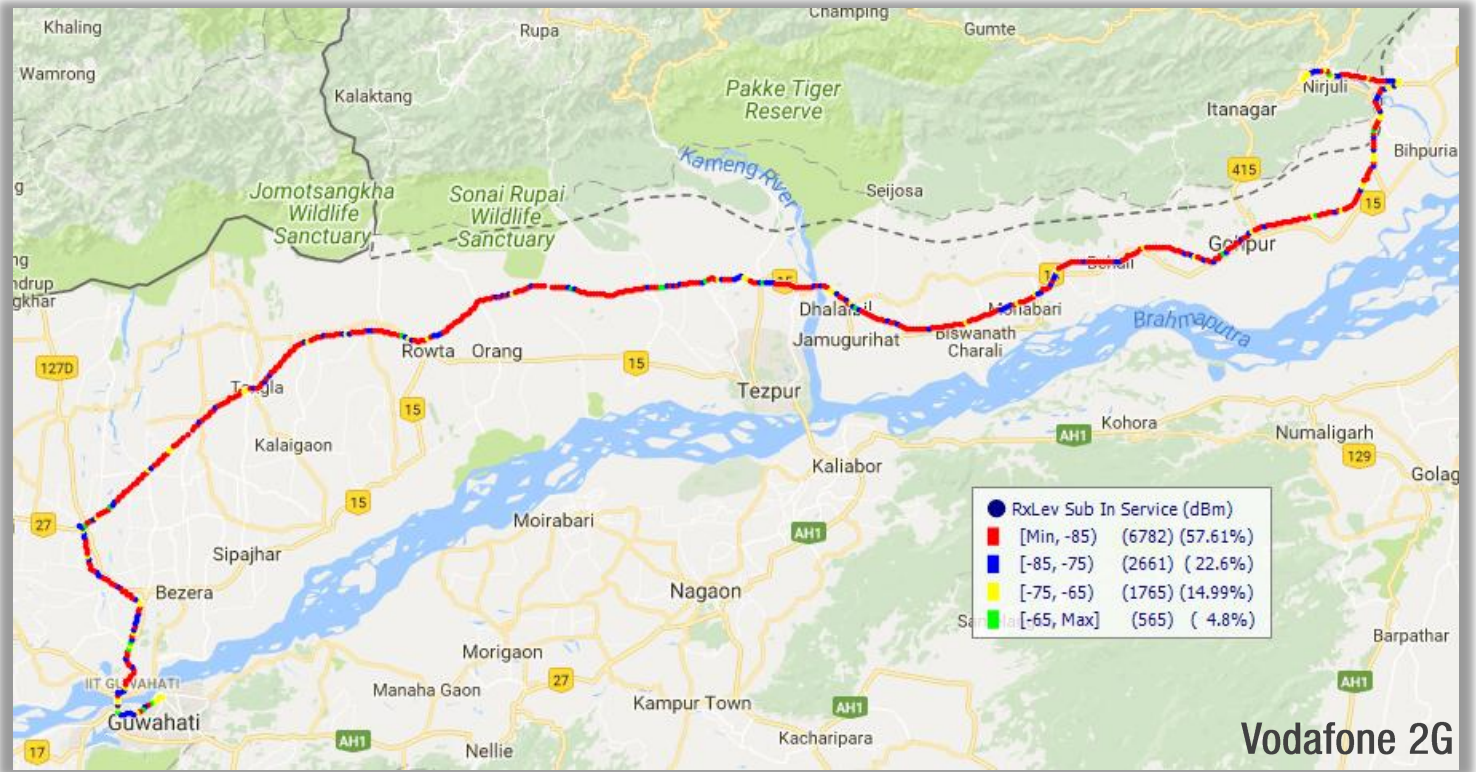 Khaling
Rupa
Champing
Gumte
Wamrong
Kalaktang
Pakke Tiger
Reserve
Nirjuli
Itanagar
Bihpuria
Kameng River
415
Jomotsangkha
Wildlife
Sanctuary
Sonai Rupai
Wildlife
Sanctuary
Seijosa
15
Gohpur
ng
ndrup
gkhar
15
Dhalaibil
Jamugurihat
Biswanath
Charali
Brahmaputra
127D
Rowta
Orang
15
Tezpur
Tangla
15
Kalaigaon
Kohora
AH1
Numaligarh
129
Kaliabor
Golag
15
27
Moirabari
AH1
Sipajhar
Bezera
Nagaon
RxLev Sub In Service (dBm)
[Min, -85) (6782) (57.61%)
[-85, -75) (2661) ( 22.6%)
[-75, -65) (1765) (14.99%)
[-65, Max] (565) ( 4.8%)
Barpathar
Morigaon
IIT GUWAHATI
Manaha Gaon
27
Kampur Town
AH1
AH1
Guwahati
17
AH1
Nellie
Kacharipara
Vodafone 2G